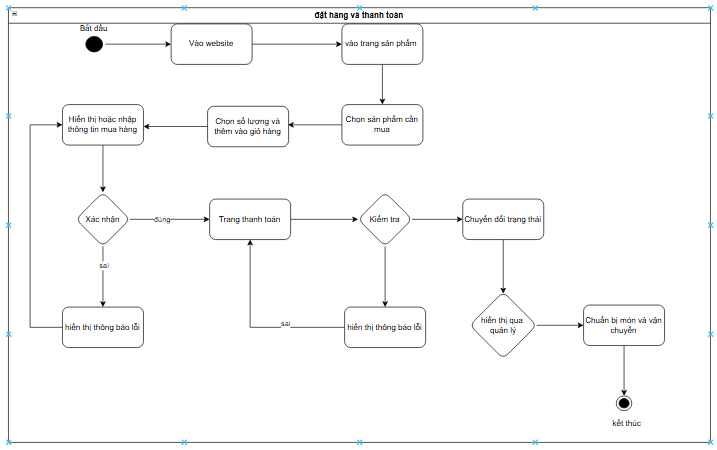 đặt hàng và thanh toán
Bắt đầu
Vào website
vào trang sản phẩm
Hiển thị hoặc nhập
thông tin mua hàng
Chọn số lượng và
thêm vào giỏ hàng
Chọn sản phẩm cần
mua
Xác nhận
đúng
Trang thanh toán
Kiểm tra
Chuyển đổi trạng thái
sai
hiển thị thông báo lỗi
sai
hiển thị thông báo lỗi
hiển thị qua
quản lý
Chuẩn bị món và vận
chuyển
kết thúc